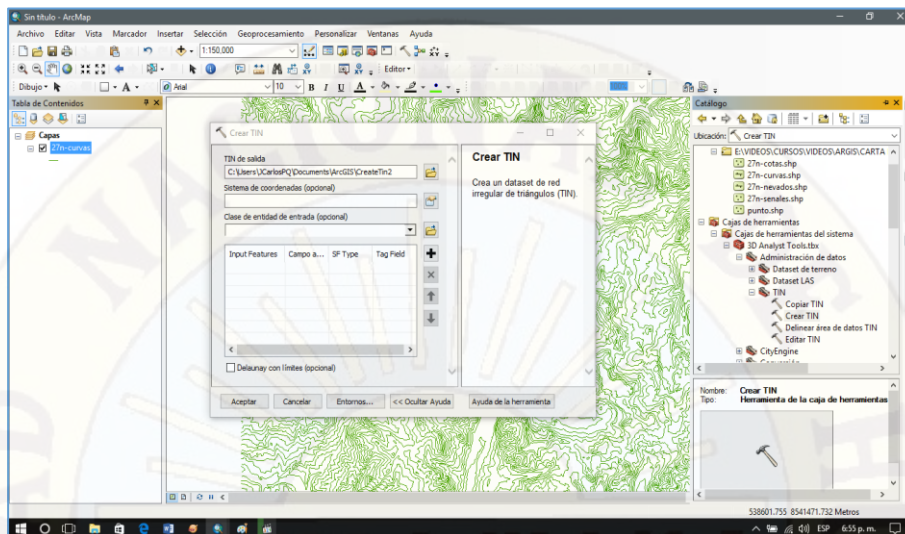 Sin título - ArcMap
Archivo Editar Vista Marcador Insertar Selección Geoprocesamiento Personalizar Ventanas Ayuda
1:150,000
Editor
Dibujo A Arial 10 B I U A
Tabla de Contenidos
Capas
27n-curvas
Crear TIN
TIN de salida
C:\Users\JCarlosPQ\Documents\ArcGIS\CreateTin2
Sistema de coordenadas (opcional)
Clase de entidad de entrada (opcional)
Input Features Campo a... SF Type Tag Field
Delaunay con límites (opcional)
Aceptar Cancelar Entornos... << Ocultar Ayuda Ayuda de la herramienta
Crear TIN
Crea un dataset de red
irregular de triángulos (TIN).
Catálogo
Ubicación: Crear TIN
E:\VIDEOS\CURSOS\VIDEOS\ARGIS\CARTA
27n-cotas.shp
27n-curvas.shp
27n-nevados.shp
27n-senales.shp
punto.shp
Cajas de herramientas
Cajas de herramientas del sistema
3D Analyst Tools.tbx
Administración de datos
Dataset de terreno
Dataset LAS
TIN
Copiar TIN
Crear TIN
Delinear área de datos TIN
Editar TIN
CityEngine
Nombre: Crear TIN
Tipo: Herramienta de la caja de herramientas
538601.755 8541471.732 Metros
ESP 6:55 p. m.